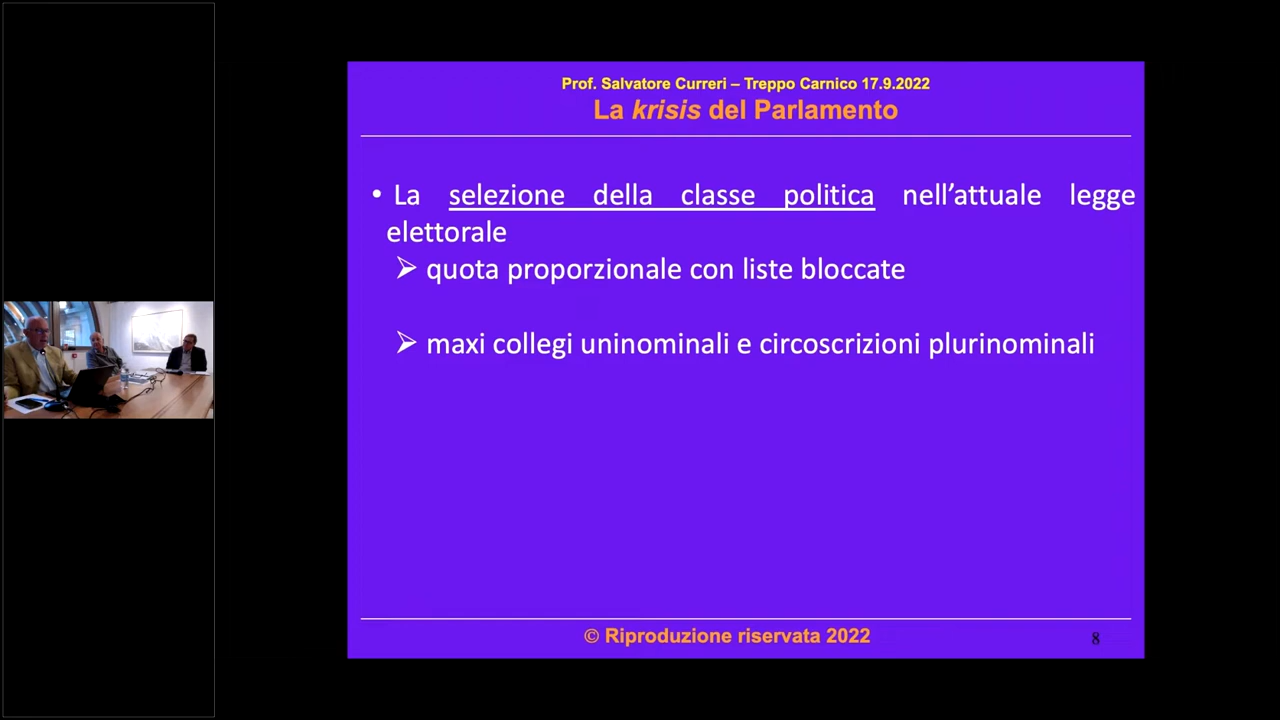 Prof. Salvatore Curreri – Treppo Carnico 17.9.2022
La krisis del Parlamento
• La selezione della classe politica nell’attuale legge
elettorale
➢ quota proporzionale con liste bloccate
➢ maxi collegi uninominali e circoscrizioni plurinominali
© Riproduzione riservata 2022
8